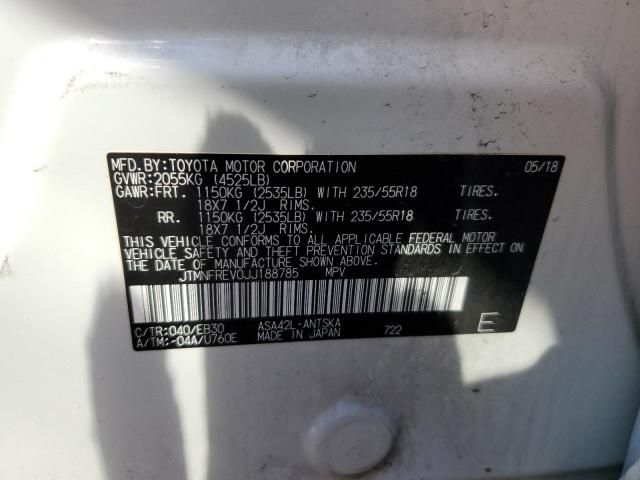 MFD.BY:TOYOTA MOTOR CORPORATION 05/18
GVWR:2055KG (4525LB)
GAWR:FRT. 1150KG (2535LB) WITH 235/55R18 TIRES.
18X7 1/2J RIMS.
RR. 1150KG (2535LB) WITH 235/55R18 TIRES.
18X7 1/2J RIMS.
THIS VEHICLE CONFORMS TO ALL APPLICABLE FEDERAL MOTOR
VEHICLE SAFETY AND THEFT PREVENTION STANDARDS IN EFFECT ON
THE DATE OF MANUFACTURE SHOWN ABOVE.
JTMNFREV0JJ188785 MPV
C/TR:040/EB30 ASA42L-ANTSKA 722
A/TM:-04A/U760E MADE IN JAPAN E